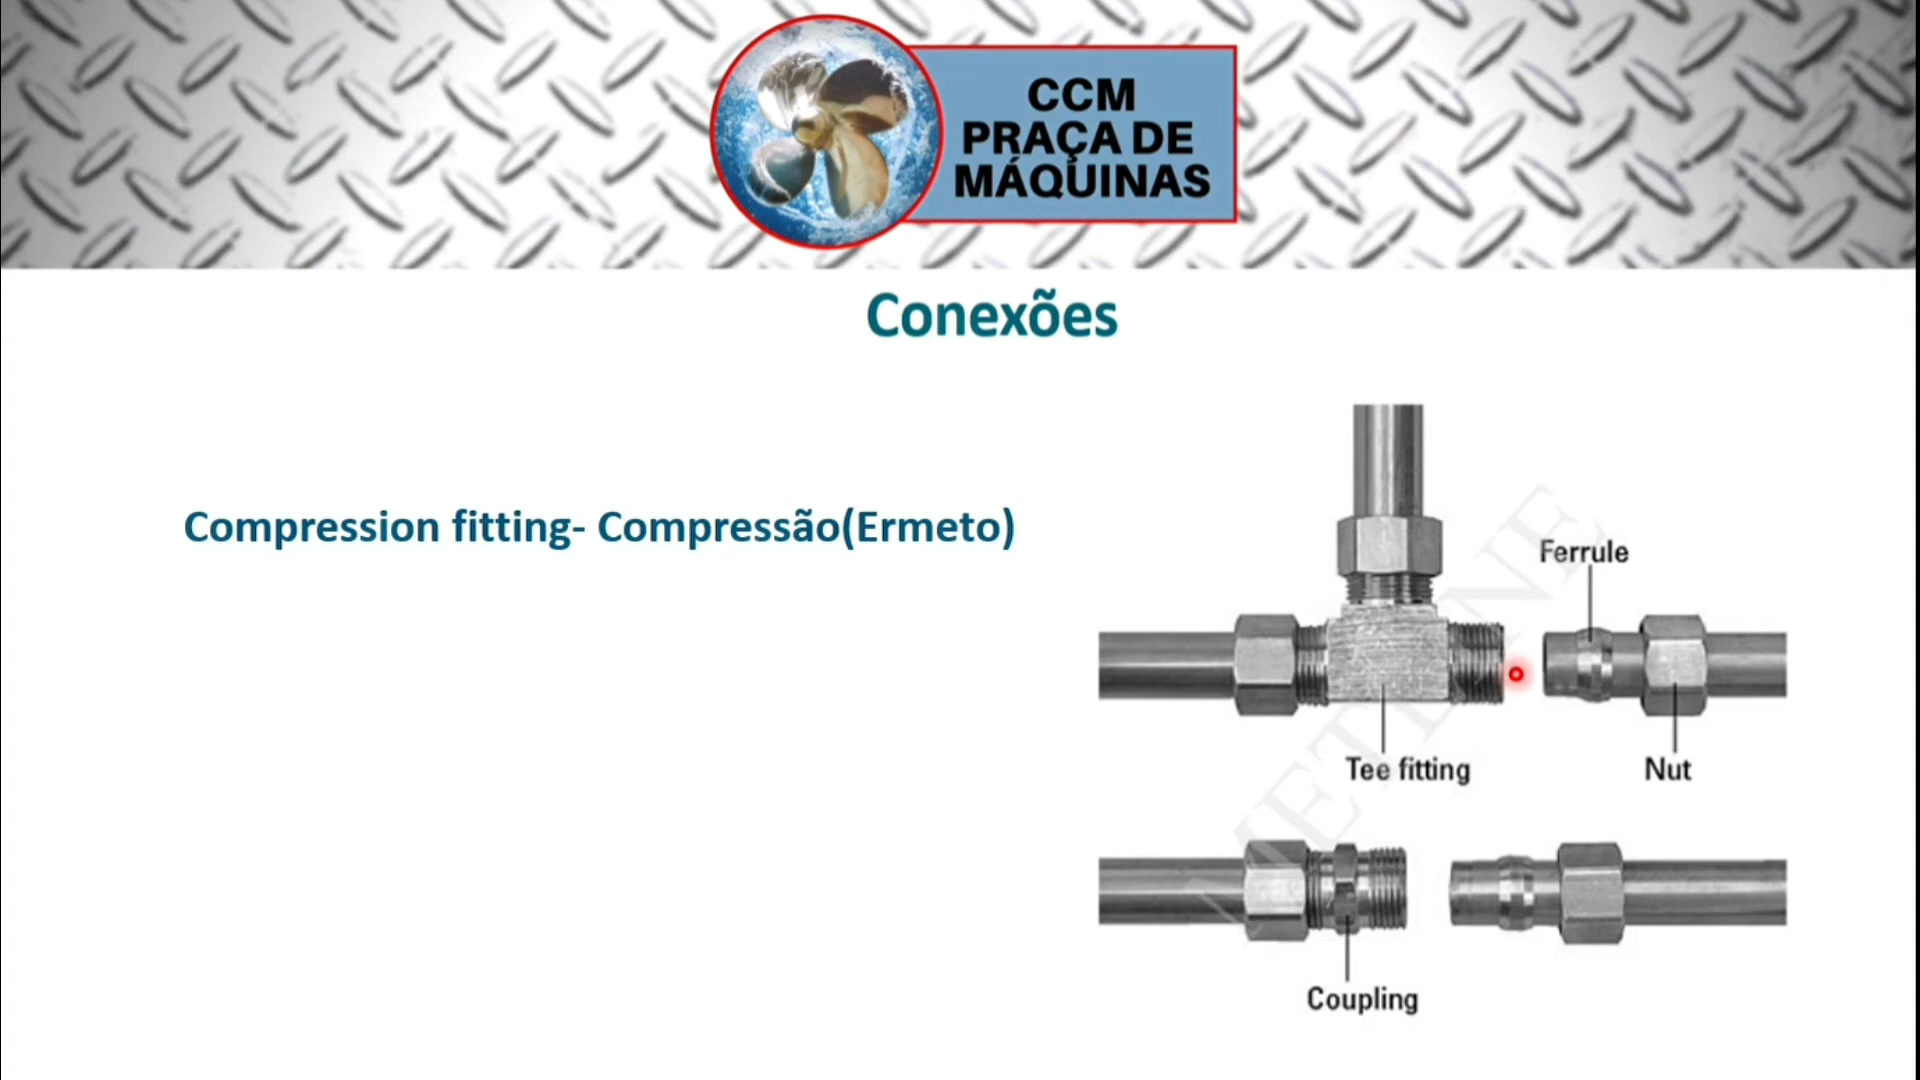 CCM
PRAÇA DE
MÁQUINAS
Conexões
Compression fitting- Compressão(Ermeto)
Ferrule
Tee fitting
Nut
Coupling